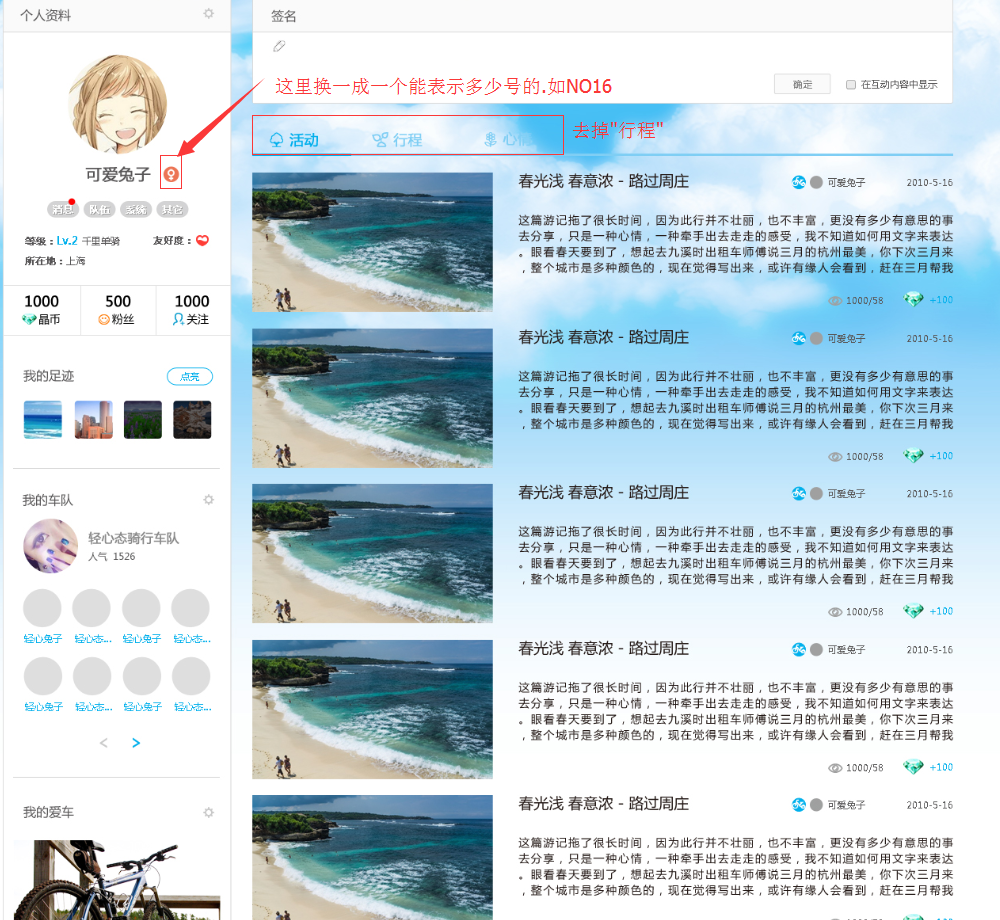 个人资料
可爱兔子
消息 队伍 系统 其它
等级：Lv.2 千里单骑 友好度：
所在地：上海
1000 500 1000
晶币 粉丝 关注
我的足迹 点亮
我的车队
轻心态骑行车队
人气 1526
轻心兔子 轻心态... 轻心兔子 轻心态...
轻心兔子 轻心态... 轻心兔子 轻心态...
< >
我的爱车
签名
这里换一成一个能表示多少号的.如NO16
确定 在互动内容中显示
去掉"行程"
活动 行程 心情
春光浅 春意浓 - 路过周庄 可爱兔子 2010-5-16
这篇游记拖了很长时间，因为此行并不壮丽，也不丰富，更没有多少有意思的事
去分享，只是一种心情，一种牵手出去走走的感受，我不知道如何用文字来表达
。眼看春天要到了，想起去九溪时出租车师傅说三月的杭州最美，你下次三月来
，整个城市是多种颜色的，现在觉得写出来，或许有缘人会看到，赶在三月帮我
1000/58 +100
春光浅 春意浓 - 路过周庄 可爱兔子 2010-5-16
这篇游记拖了很长时间，因为此行并不壮丽，也不丰富，更没有多少有意思的事
去分享，只是一种心情，一种牵手出去走走的感受，我不知道如何用文字来表达
。眼看春天要到了，想起去九溪时出租车师傅说三月的杭州最美，你下次三月来
，整个城市是多种颜色的，现在觉得写出来，或许有缘人会看到，赶在三月帮我
1000/58 +100
春光浅 春意浓 - 路过周庄 可爱兔子 2010-5-16
这篇游记拖了很长时间，因为此行并不壮丽，也不丰富，更没有多少有意思的事
去分享，只是一种心情，一种牵手出去走走的感受，我不知道如何用文字来表达
。眼看春天要到了，想起去九溪时出租车师傅说三月的杭州最美，你下次三月来
，整个城市是多种颜色的，现在觉得写出来，或许有缘人会看到，赶在三月帮我
1000/58 +100
春光浅 春意浓 - 路过周庄 可爱兔子 2010-5-16
这篇游记拖了很长时间，因为此行并不壮丽，也不丰富，更没有多少有意思的事
去分享，只是一种心情，一种牵手出去走走的感受，我不知道如何用文字来表达
。眼看春天要到了，想起去九溪时出租车师傅说三月的杭州最美，你下次三月来
，整个城市是多种颜色的，现在觉得写出来，或许有缘人会看到，赶在三月帮我
1000/58 +100
春光浅 春意浓 - 路过周庄 可爱兔子 2010-5-16
这篇游记拖了很长时间，因为此行并不壮丽，也不丰富，更没有多少有意思的事
去分享，只是一种心情，一种牵手出去走走的感受，我不知道如何用文字来表达
。眼看春天要到了，想起去九溪时出租车师傅说三月的杭州最美，你下次三月来
，整个城市是多种颜色的，现在觉得写出来，或许有缘人会看到，赶在三月帮我